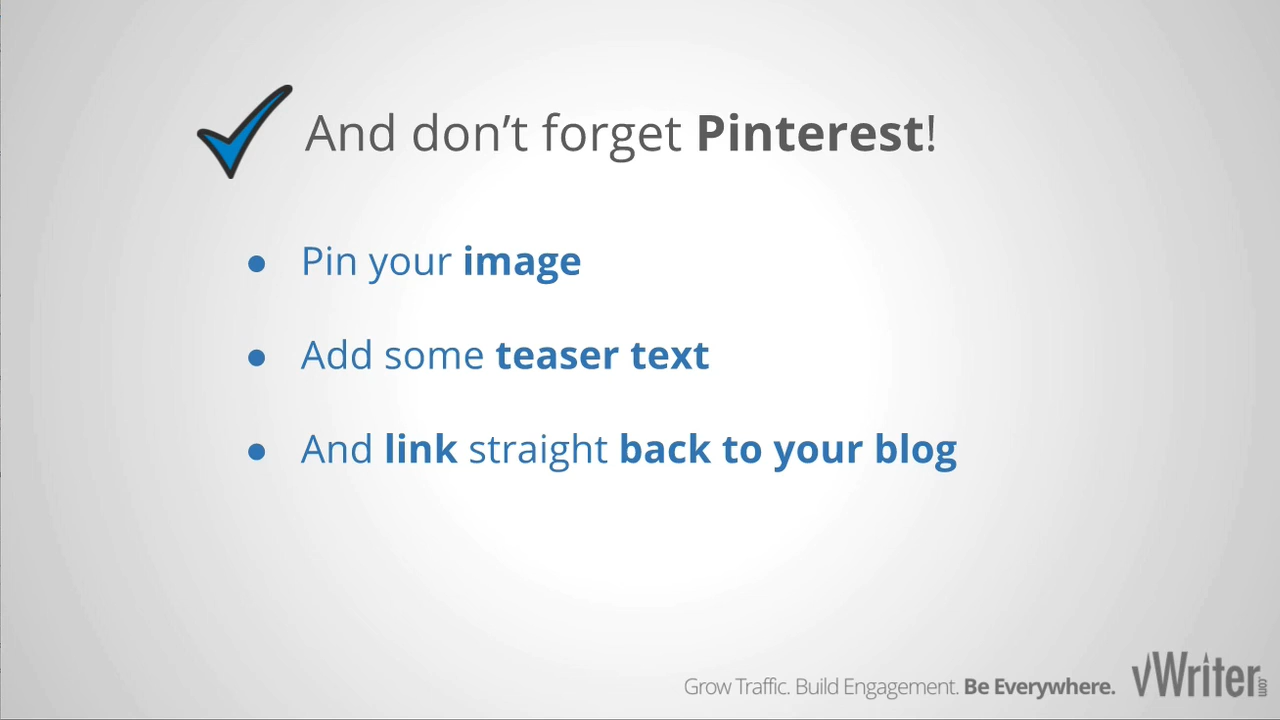 And don’t forget Pinterest!
Pin your image
Add some teaser text
And link straight back to your blog
Grow Traffic. Build Engagement. Be Everywhere. vWriter.com